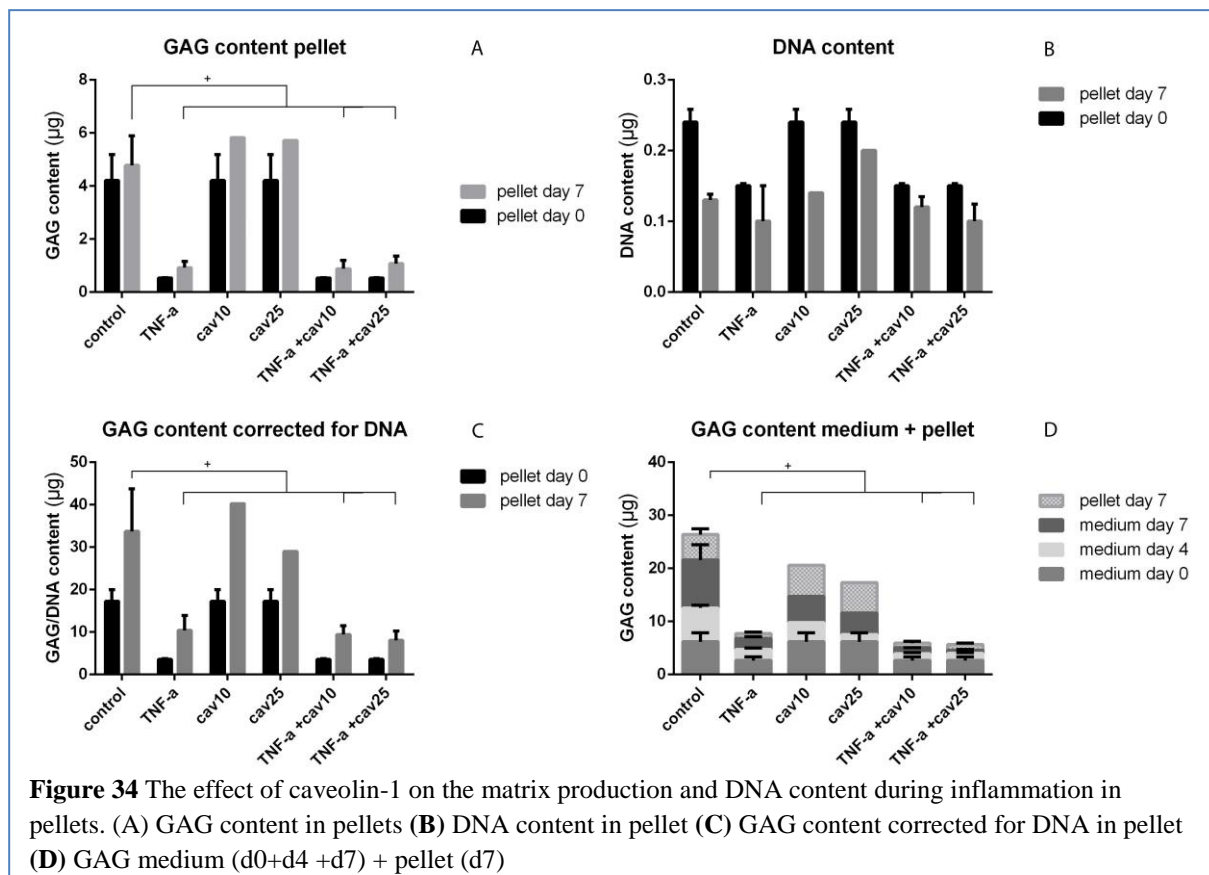 GAG content pellet
A
+
GAG content (µg)
8
6
4
2
0
pellet day 7
pellet day 0
control
TNF-a
cav10
cav25
TNF-a +cav10
TNF-a +cav25
DNA content
B
DNA content (µg)
0.3
0.2
0.1
0.0
pellet day 7
pellet day 0
control
TNF-a
cav10
cav25
TNF-a +cav10
TNF-a +cav25
GAG content corrected for DNA
C
+
GAG/DNA content (µg)
50
40
30
20
10
0
pellet day 0
pellet day 7
control
TNF-a
cav10
cav25
TNF-a +cav10
TNF-a +cav25
GAG content medium + pellet
D
+
GAG content (µg)
40
30
20
10
0
pellet day 7
medium day 7
medium day 4
medium day 0
control
TNF-a
cav10
cav25
TNF-a +cav10
TNF-a +cav25
Figure 34 The effect of caveolin-1 on the matrix production and DNA content during inflammation in
pellets. (A) GAG content in pellets (B) DNA content in pellet (C) GAG content corrected for DNA in pellet
(D) GAG medium (d0+d4 +d7) + pellet (d7)